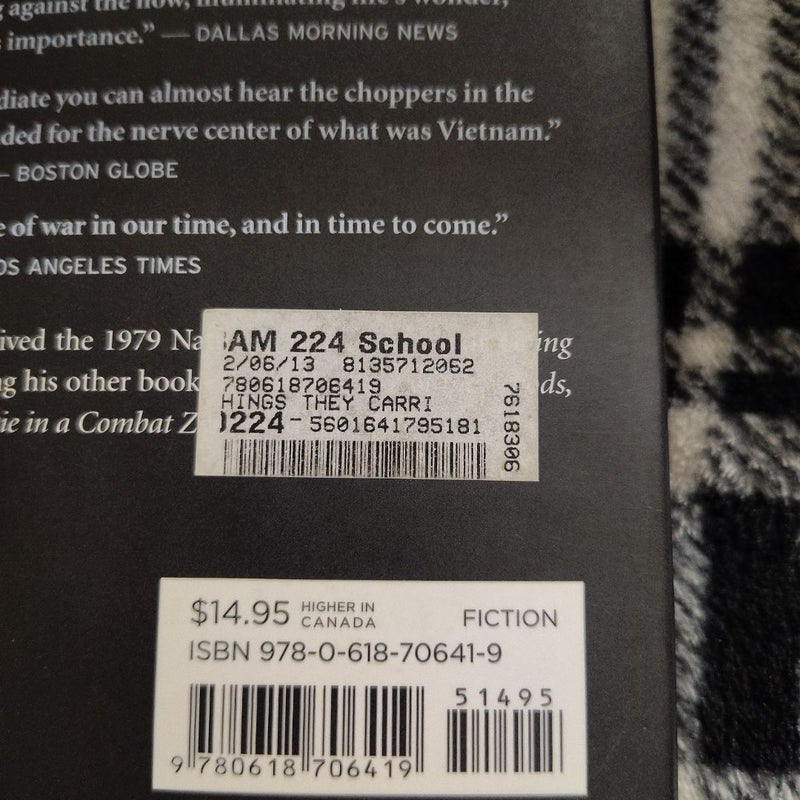 against the now, illuminating life's wonder,
importance." — DALLAS MORNING NEWS
diate you can almost hear the choppers in the
ded for the nerve center of what was Vietnam."
— BOSTON GLOBE
e of war in our time, and in time to come."
OS ANGELES TIMES
ived the 1979 Na
ing
AM 224 School
2/06/13 8135712062
780618706419
HINGS THEY CARRI
0224-5601641795181
7618306
g his other book
ds,
ie in a Combat Z
$14.95 HIGHER IN CANADA FICTION
ISBN 978-0-618-70641-9
51495
9 780618 706419